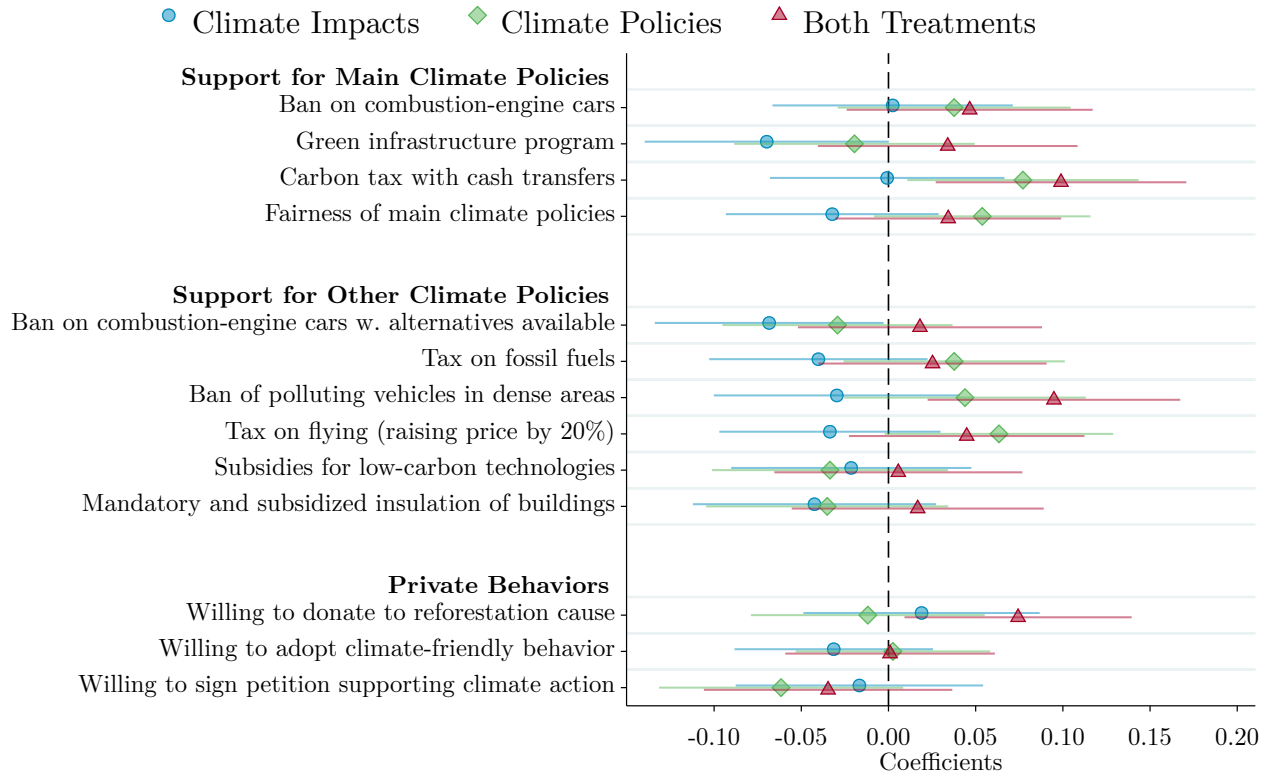 Climate Impacts Climate Policies Both Treatments
Support for Main Climate Policies
Ban on combustion-engine cars
Green infrastructure program
Carbon tax with cash transfers
Fairness of main climate policies
Support for Other Climate Policies
Ban on combustion-engine cars w. alternatives available
Tax on fossil fuels
Ban of polluting vehicles in dense areas
Tax on flying (raising price by 20%)
Subsidies for low-carbon technologies
Mandatory and subsidized insulation of buildings
Private Behaviors
Willing to donate to reforestation cause
Willing to adopt climate-friendly behavior
Willing to sign petition supporting climate action
-0.10 -0.05 0.00 0.05 0.10 0.15 0.20
Coefficients